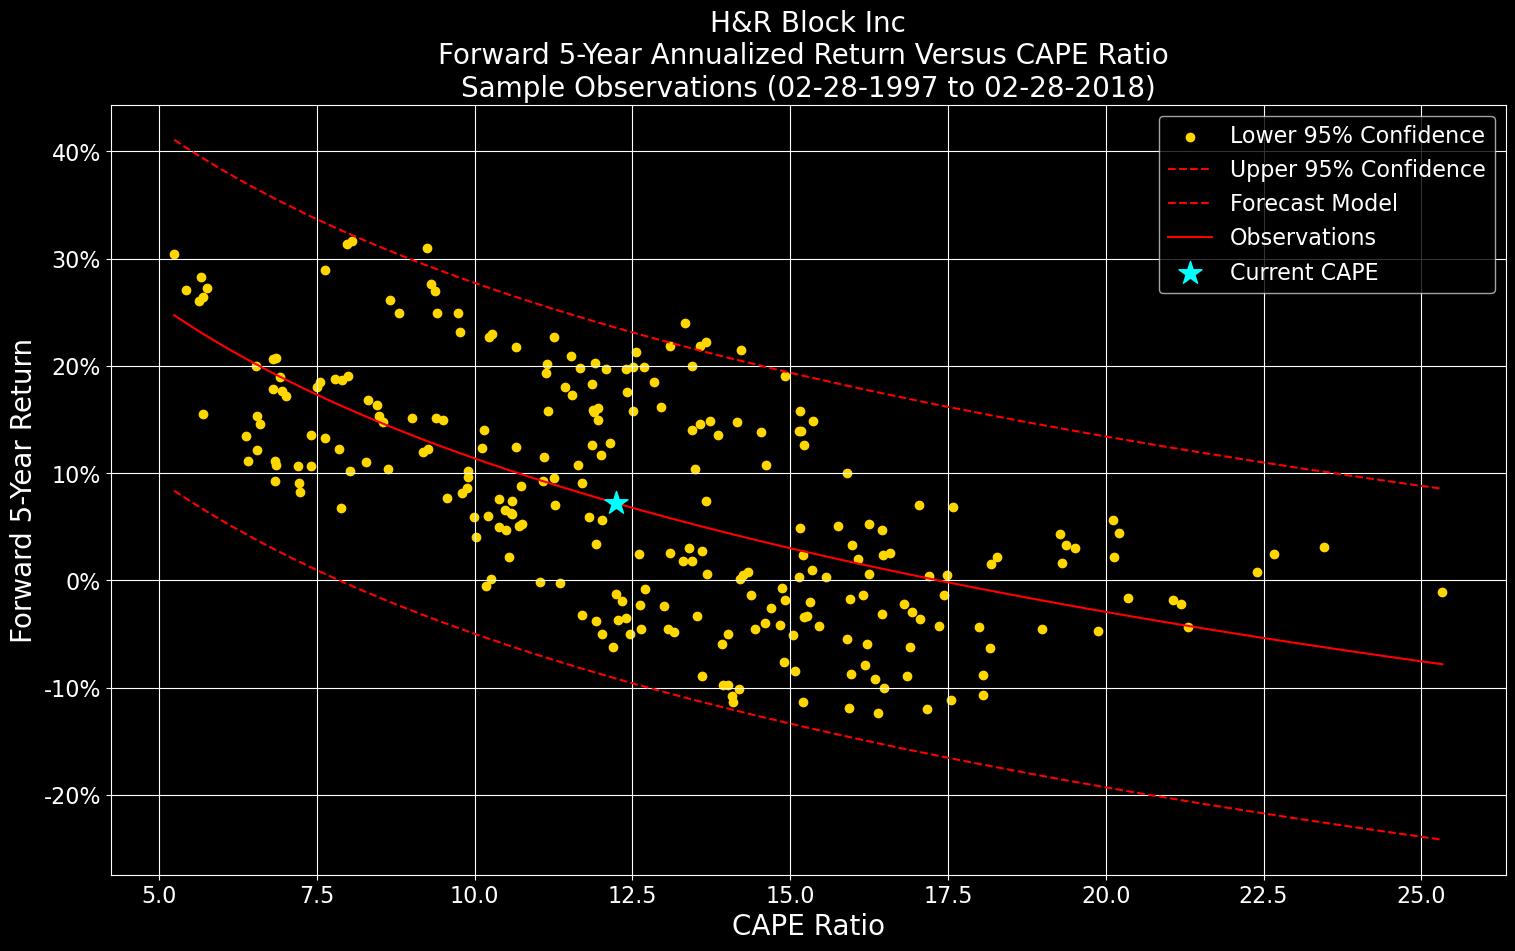 H&R Block Inc
Forward 5-Year Annualized Return Versus CAPE Ratio
Sample Observations (02-28-1997 to 02-28-2018)
Lower 95% Confidence
Upper 95% Confidence
Forecast Model
Observations
Current CAPE
Forward 5-Year Return
40%
30%
20%
10%
0%
-10%
-20%
5.0 7.5 10.0 12.5 15.0 17.5 20.0 22.5 25.0
CAPE Ratio